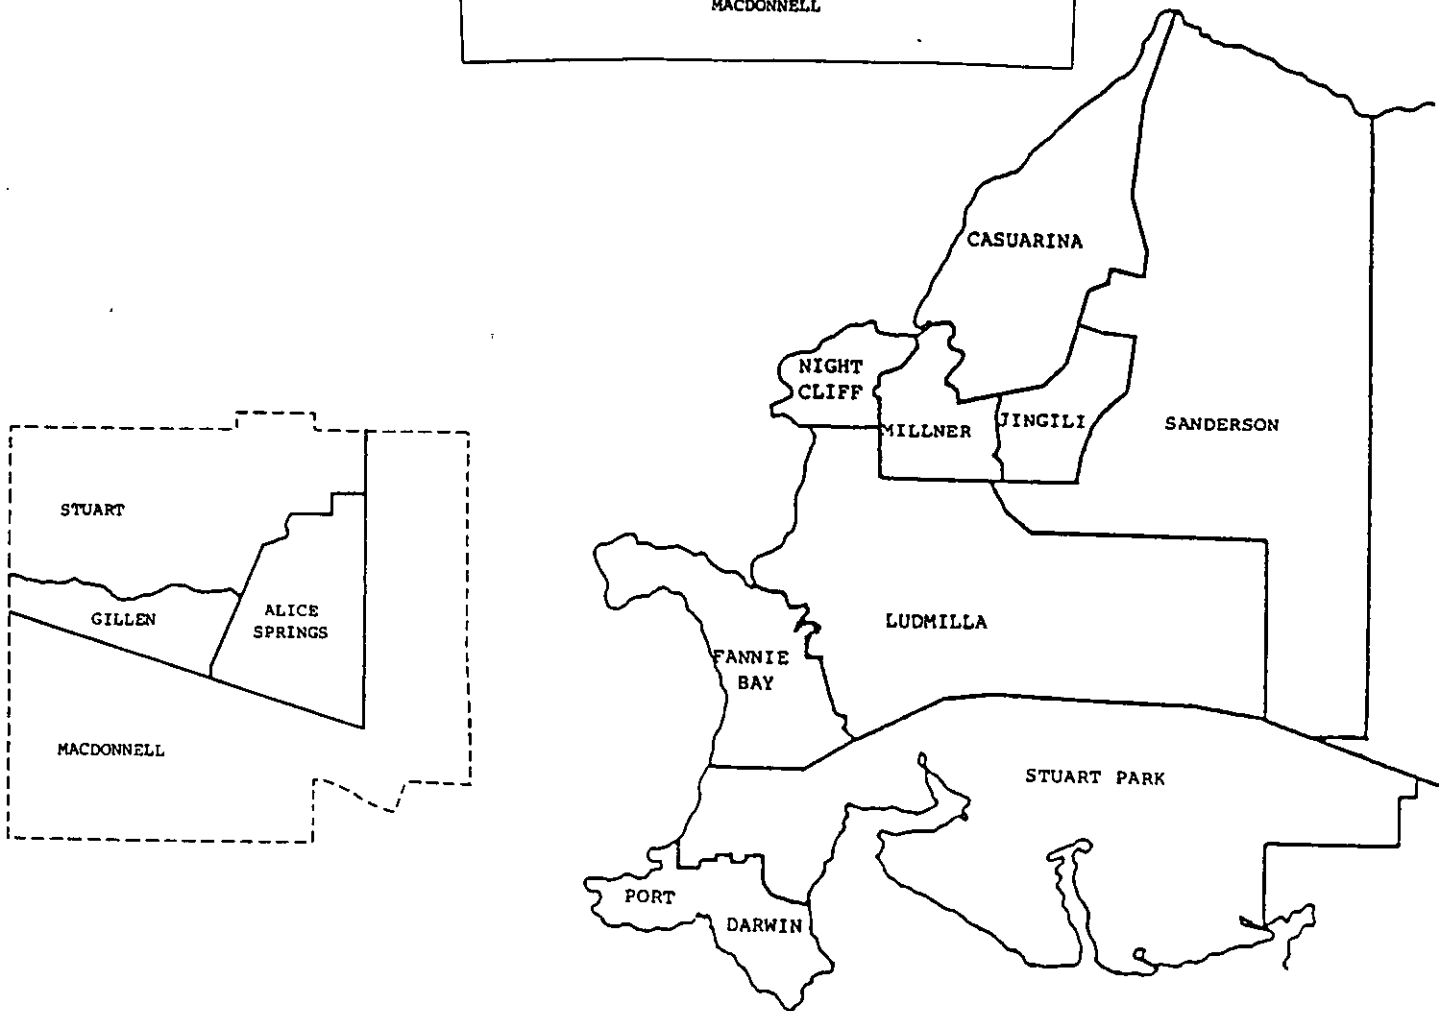 MACDONNELL
CASUARINA
NIGHT
CLIFF
MILLNER
JINGILI
SANDERSON
STUART
GILLEN
ALICE
SPRINGS
MACDONNELL
LUDMILLA
FANNIE
BAY
STUART PARK
PORT
DARWIN